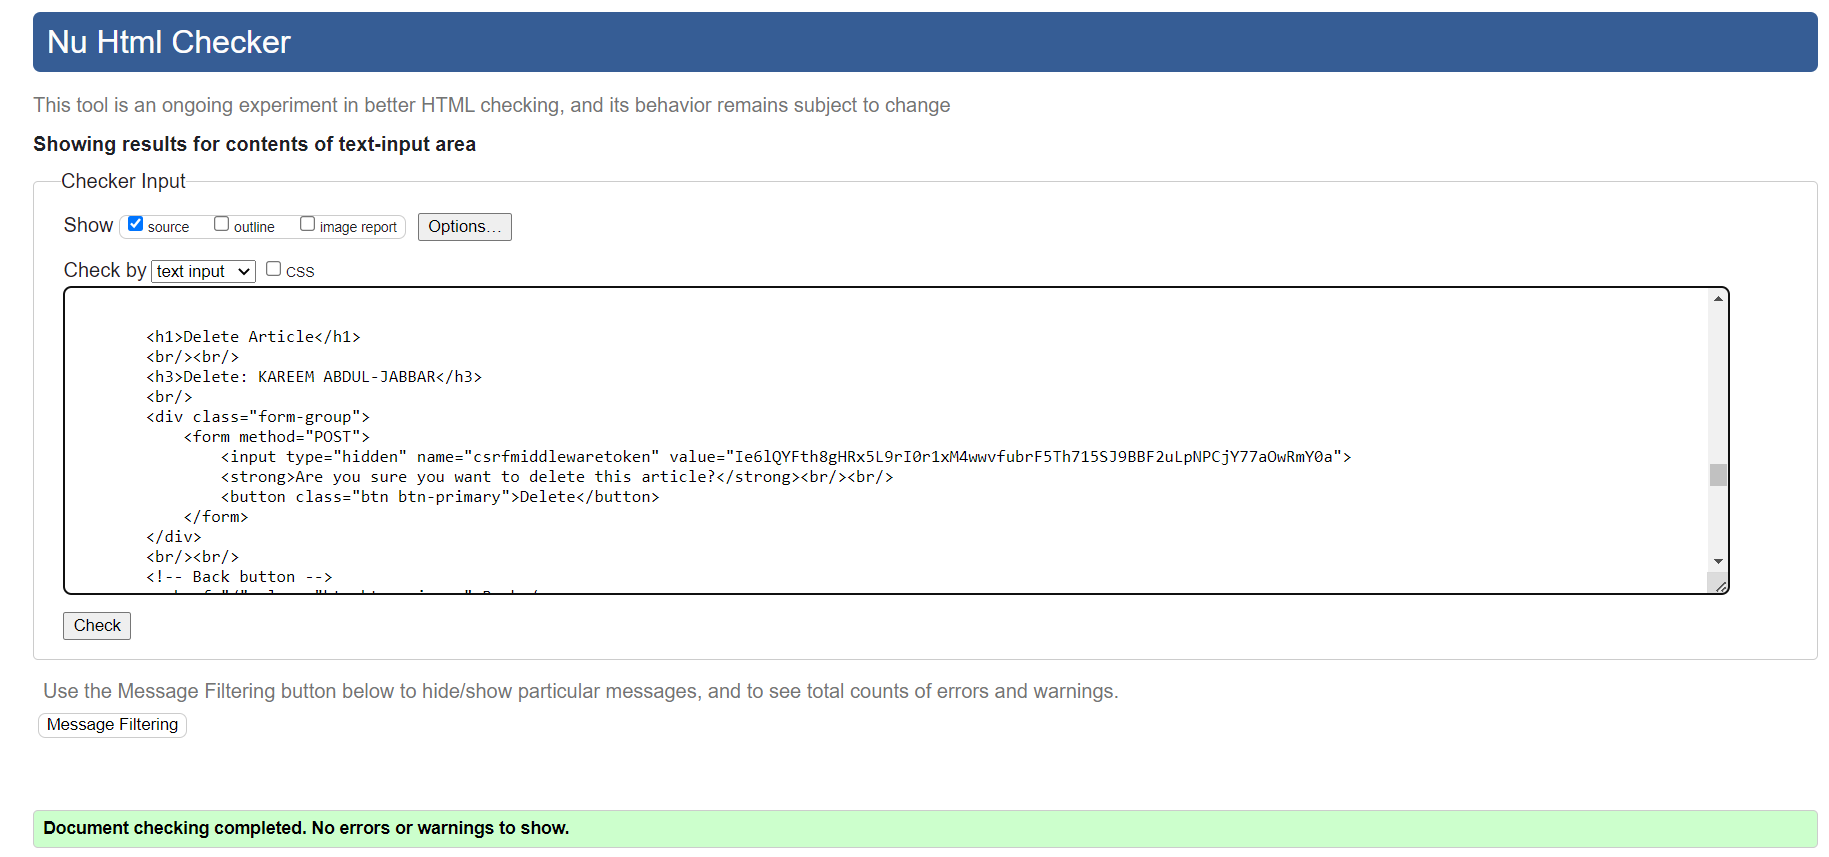 Nu Html Checker
This tool is an ongoing experiment in better HTML checking, and its behavior remains subject to change
Showing results for contents of text-input area
Checker Input
Show source outline image report Options...
Check by text input CSS
<h1>Delete Article</h1>
<br/><br/>
<h3>Delete: KAREEM ABDUL-JABBAR</h3>
<br/>
<div class="form-group">
<form method="POST">
<input type="hidden" name="csrfmiddlewaretoken" value="Ie6lQYFth8gHRx5L9rI0r1xM4wwvfubrF5Th715SJ9BBF2uLpNPCjY77aOwRmY0a">
<strong>Are you sure you want to delete this article?</strong><br/><br/>
<button class="btn btn-primary">Delete</button>
</form>
</div>
<br/><br/>
<!-- Back button -->
Check
Use the Message Filtering button below to hide/show particular messages, and to see total counts of errors and warnings.
Message Filtering
Document checking completed. No errors or warnings to show.